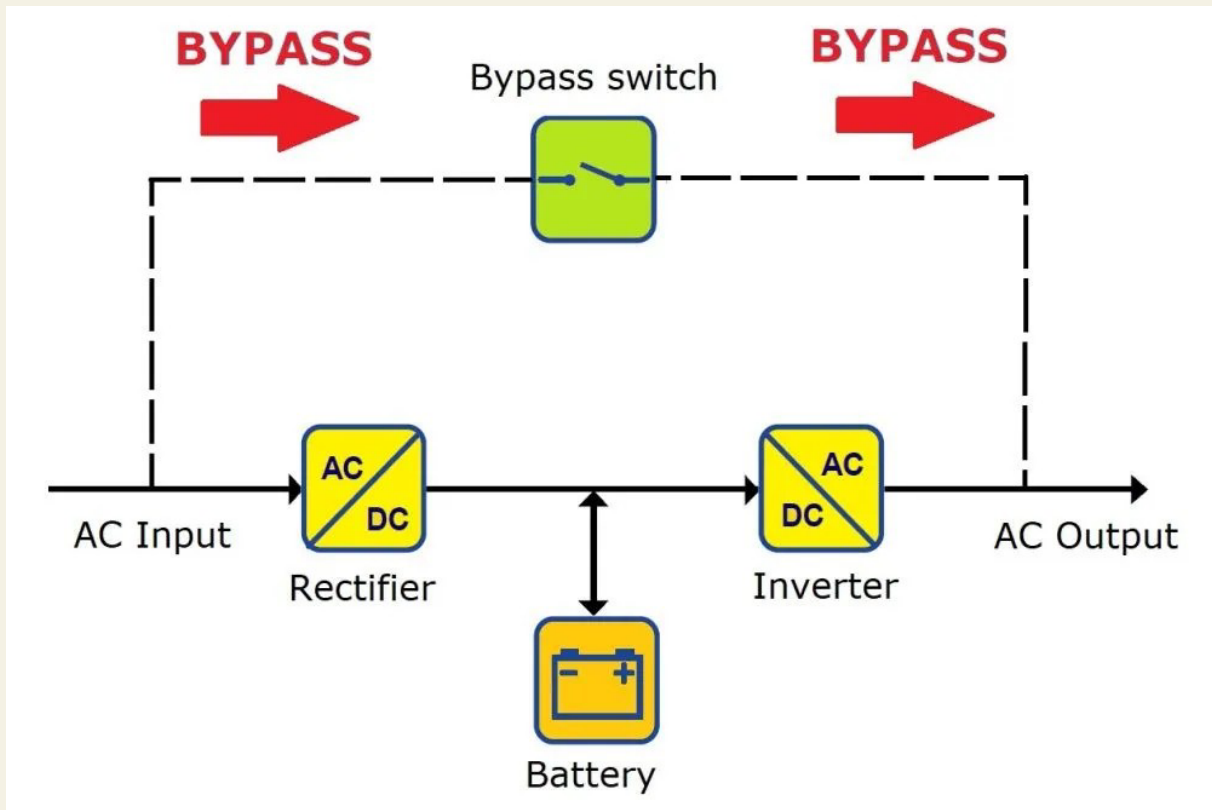 BYPASS
BYPASS
Bypass switch
AC
DC
AC
DC
AC Input
AC Output
Rectifier
Inverter
- +
Battery